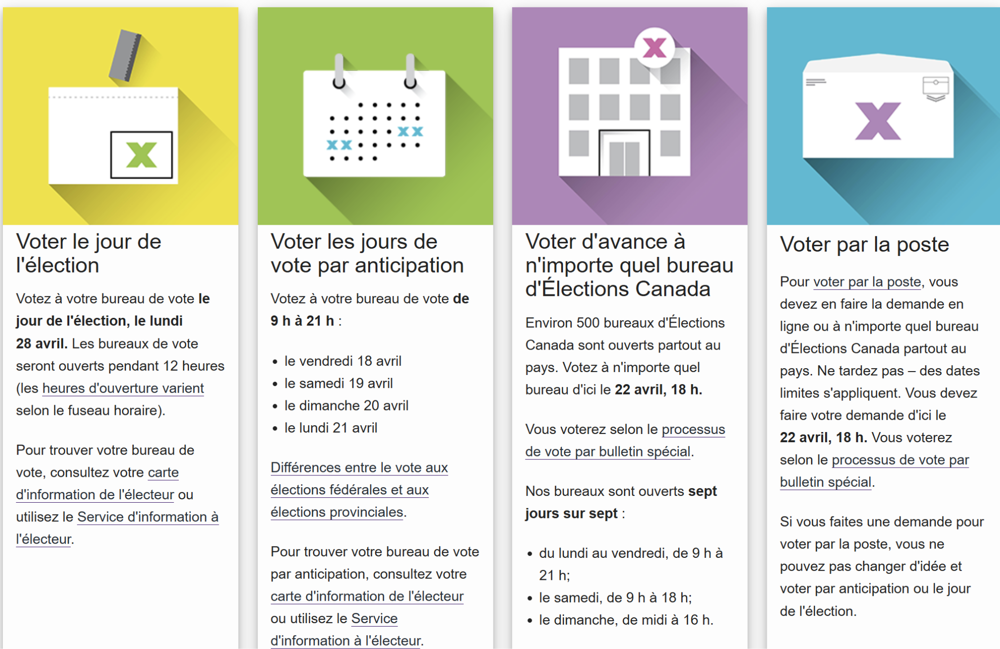 Voter le jour de
l'élection
Votez à votre bureau de vote le
jour de l'élection, le lundi
28 avril. Les bureaux de vote
seront ouverts pendant 12 heures
(les heures d'ouverture varient
selon le fuseau horaire).
Pour trouver votre bureau de
vote, consultez votre carte
d'information de l'électeur ou
utilisez le Service d'information à
l'électeur.
Voter les jours de
vote par anticipation
Votez à votre bureau de vote de
9 h à 21 h :
• le vendredi 18 avril
• le samedi 19 avril
• le dimanche 20 avril
• le lundi 21 avril
Différences entre le vote aux
élections fédérales et aux
élections provinciales.
Pour trouver votre bureau de vote
par anticipation, consultez votre
carte d'information de l'électeur
ou utilisez le Service
d'information à l'électeur.
Voter d'avance à
n'importe quel bureau
d'Élections Canada
Environ 500 bureaux d'Élections
Canada sont ouverts partout au
pays. Votez à n'importe quel
bureau d'ici le 22 avril, 18 h.
Vous voterez selon le processus
de vote par bulletin spécial.
Nos bureaux sont ouverts sept
jours sur sept :
• du lundi au vendredi, de 9 h à
21 h;
• le samedi, de 9 h à 18 h;
• le dimanche, de midi à 16 h.
Voter par la poste
Pour voter par la poste, vous
devez en faire la demande en
ligne ou à n'importe quel bureau
d'Élections Canada partout au
pays. Ne tardez pas – des dates
limites s'appliquent. Vous devez
faire votre demande d'ici le
22 avril, 18 h. Vous voterez
selon le processus de vote par
bulletin spécial.
Si vous faites une demande pour
voter par la poste, vous ne
pouvez pas changer d'idée et
voter par anticipation ou le jour
de l'élection.